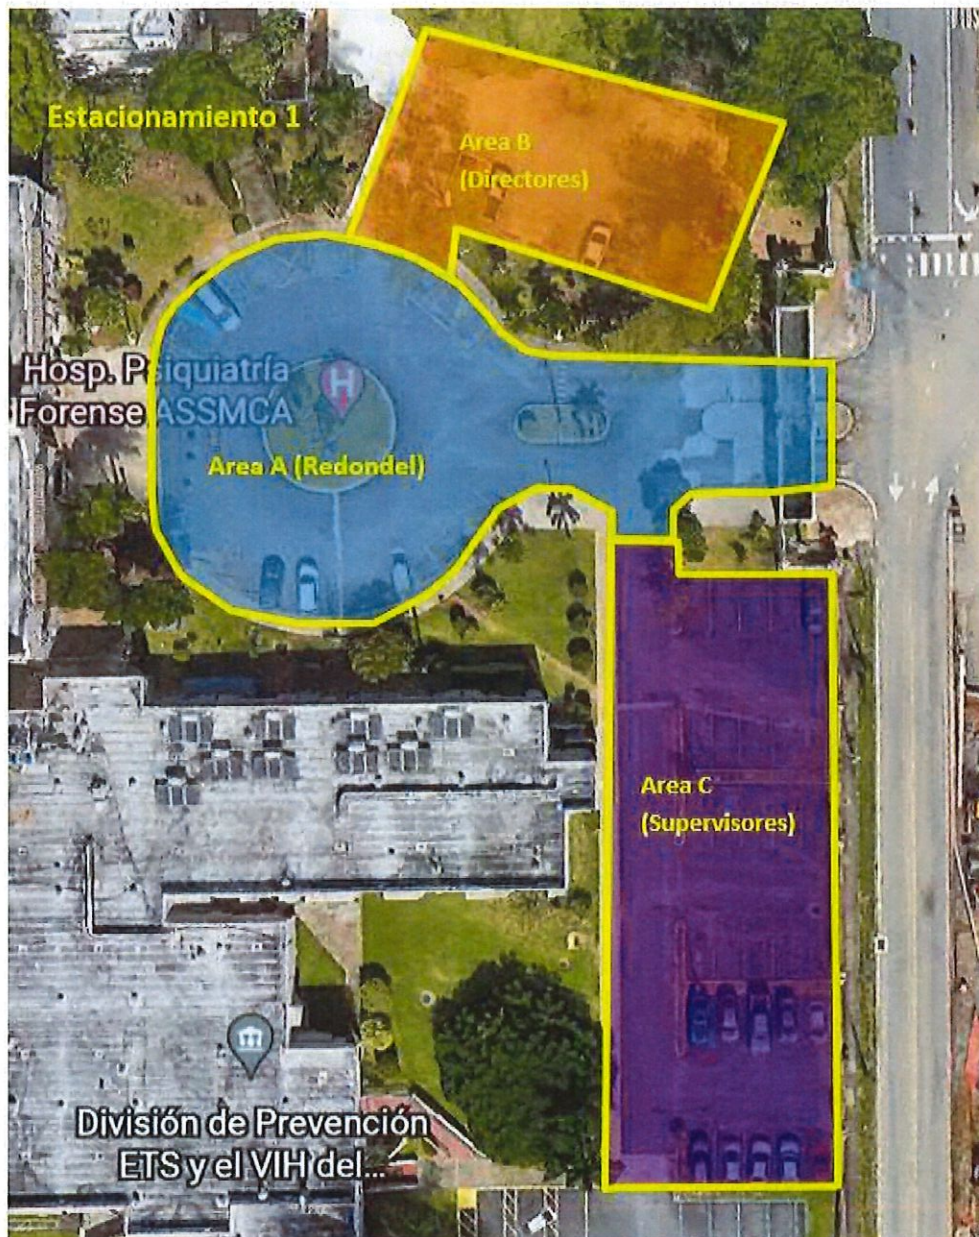 Estacionamiento 1
Area B
(Directores)
Hosp. Psiquiatría
Forense ASSMCA
H
Area A (Redondel)
Area C
(Supervisores)
División de Prevención
ETS y el VIH del...